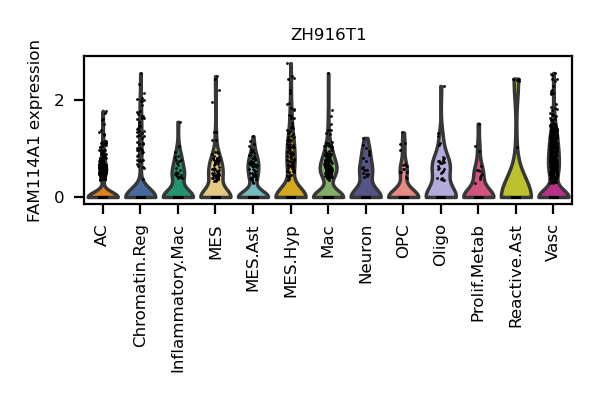 ZH916T1
FAM114A1 expression
2
0
AC
Chromatin.Reg
Inflammatory.Mac
MES
MES.Ast
MES.Hyp
Mac
Neuron
OPC
Oligo
Prolif.Metab
Reactive.Ast
Vasc